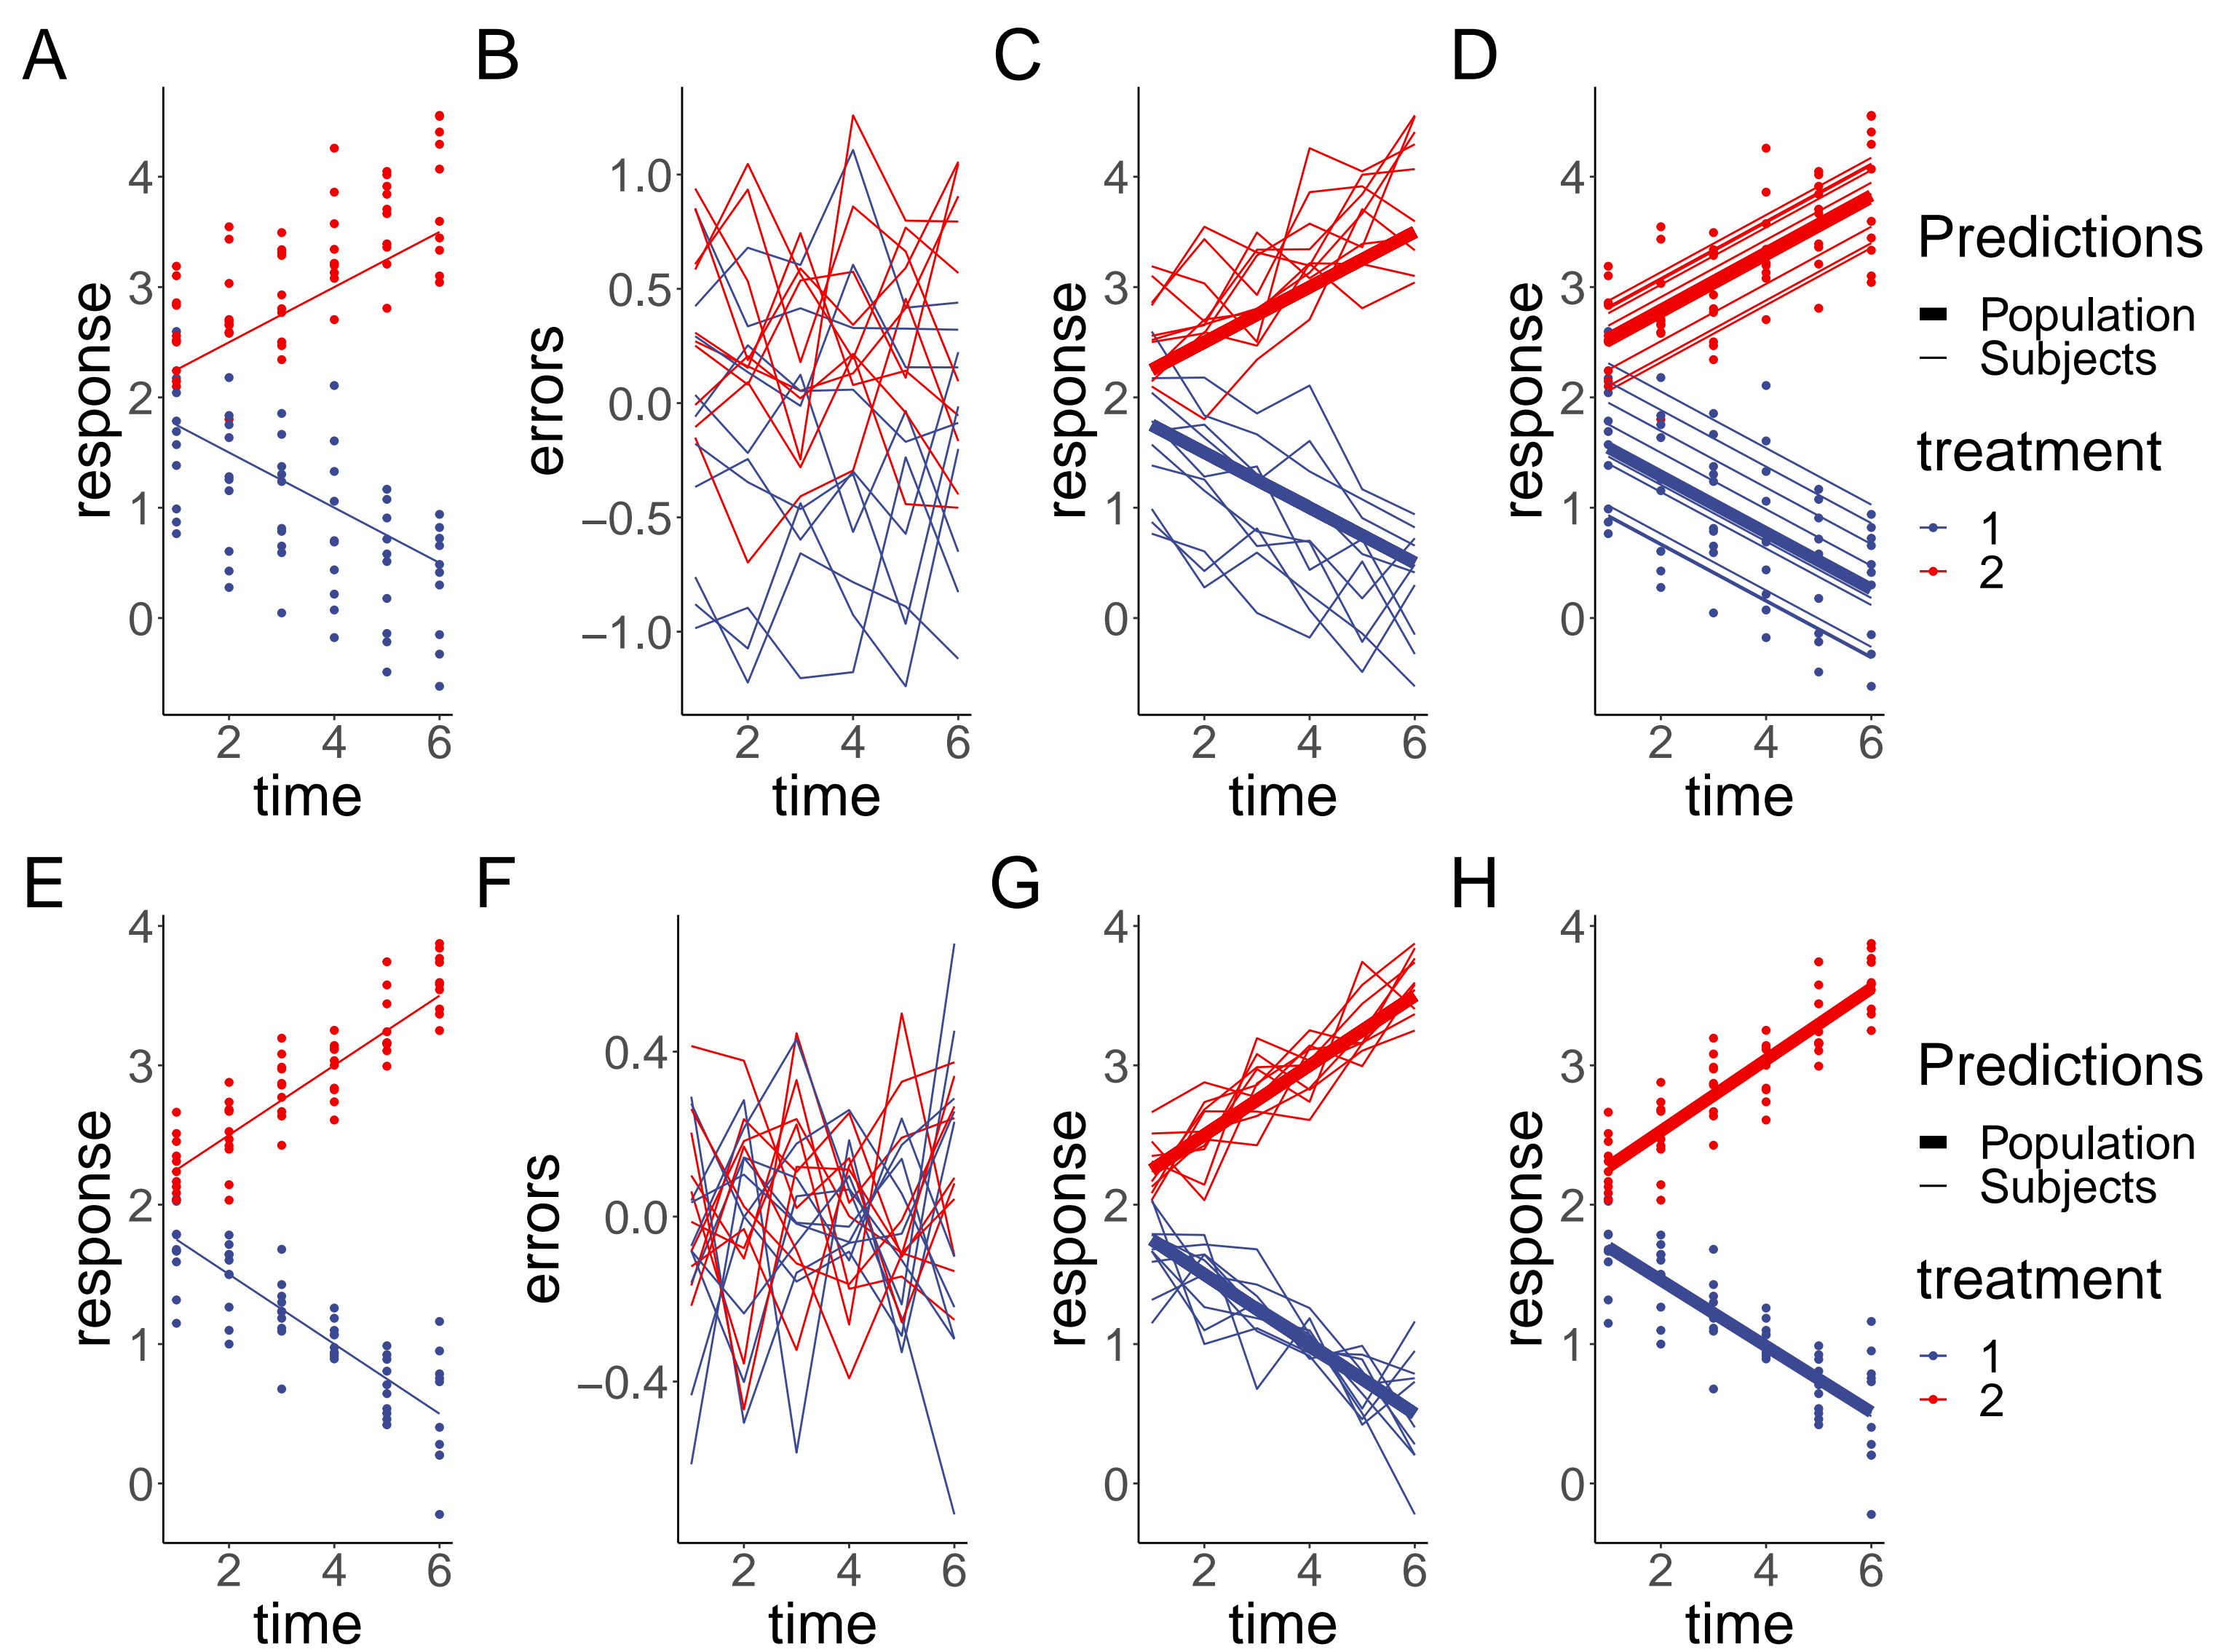 A
response
4
3
2
1
0
2 4 6
time
B
errors
1.0
0.5
0.0
−0.5
−1.0
2 4 6
time
C
response
4
3
2
1
0
2 4 6
time
D
response
4
3
2
1
0
2 4 6
time
Predictions
Population
Subjects
treatment
1
2
E
response
4
3
2
1
0
2 4 6
time
F
errors
0.4
0.0
−0.4
2 4 6
time
G
response
4
3
2
1
0
2 4 6
time
H
response
4
3
2
1
0
2 4 6
time
Predictions
Population
Subjects
treatment
1
2